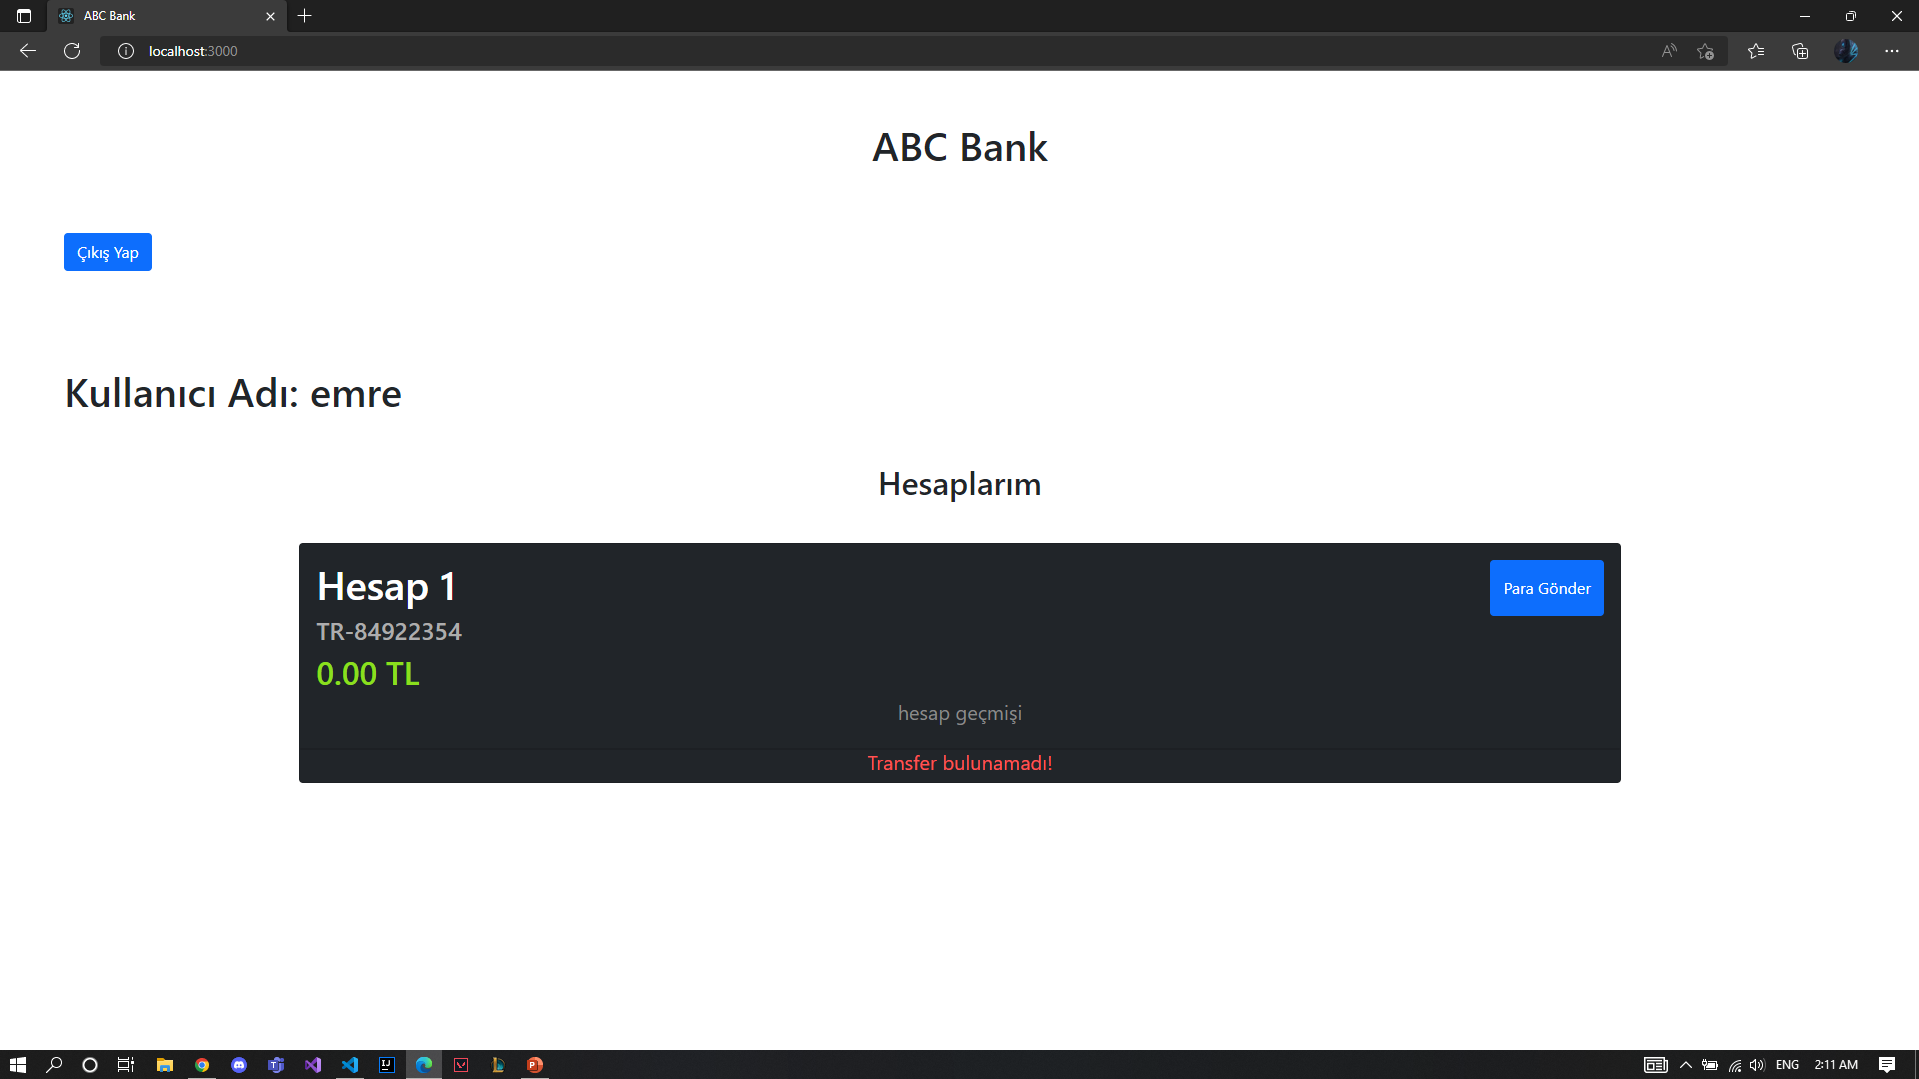 ABC Bank
localhost:3000
ABC Bank
Çıkış Yap
Kullanıcı Adı: emre
Hesaplarım
Hesap 1
Para Gönder
TR-84922354
0.00 TL
hesap geçmişi
Transfer bulunamadı!
ENG
2:11 AM